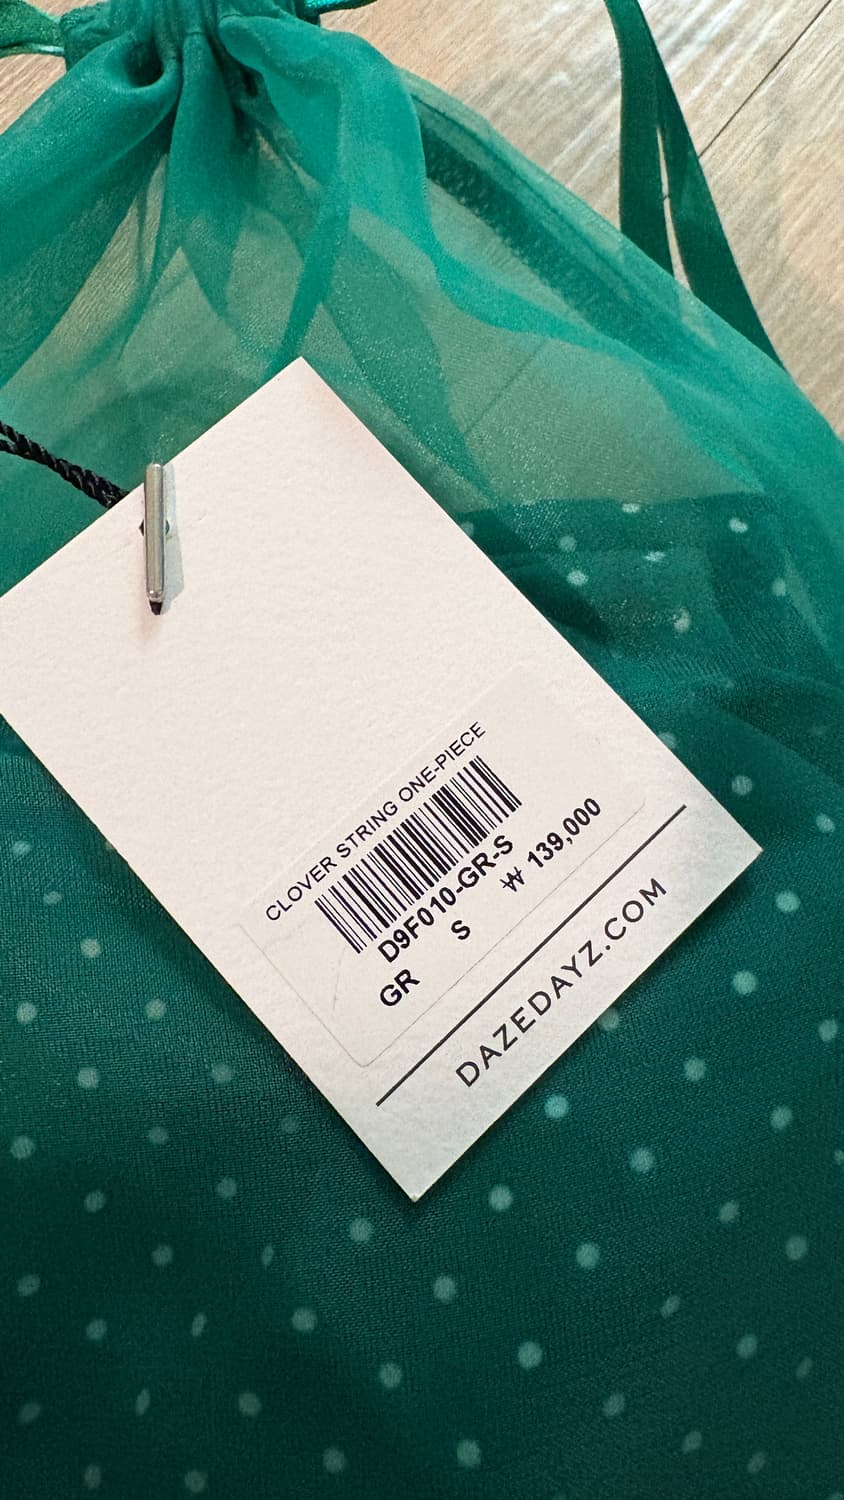 CLOVER STRING ONE-PIECE
D9F010-GR-S
GR S ₩ 139,000
DAZEDAYZ.COM